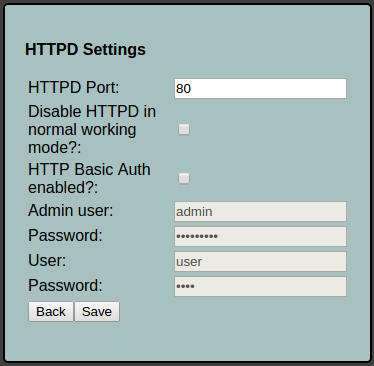 HTTPD Settings
HTTPD Port: 80
Disable HTTPD in
normal working
mode?:
HTTP Basic Auth
enabled?:
Admin user: admin
Password: •••••••••
User: user
Password: ••••
Back Save